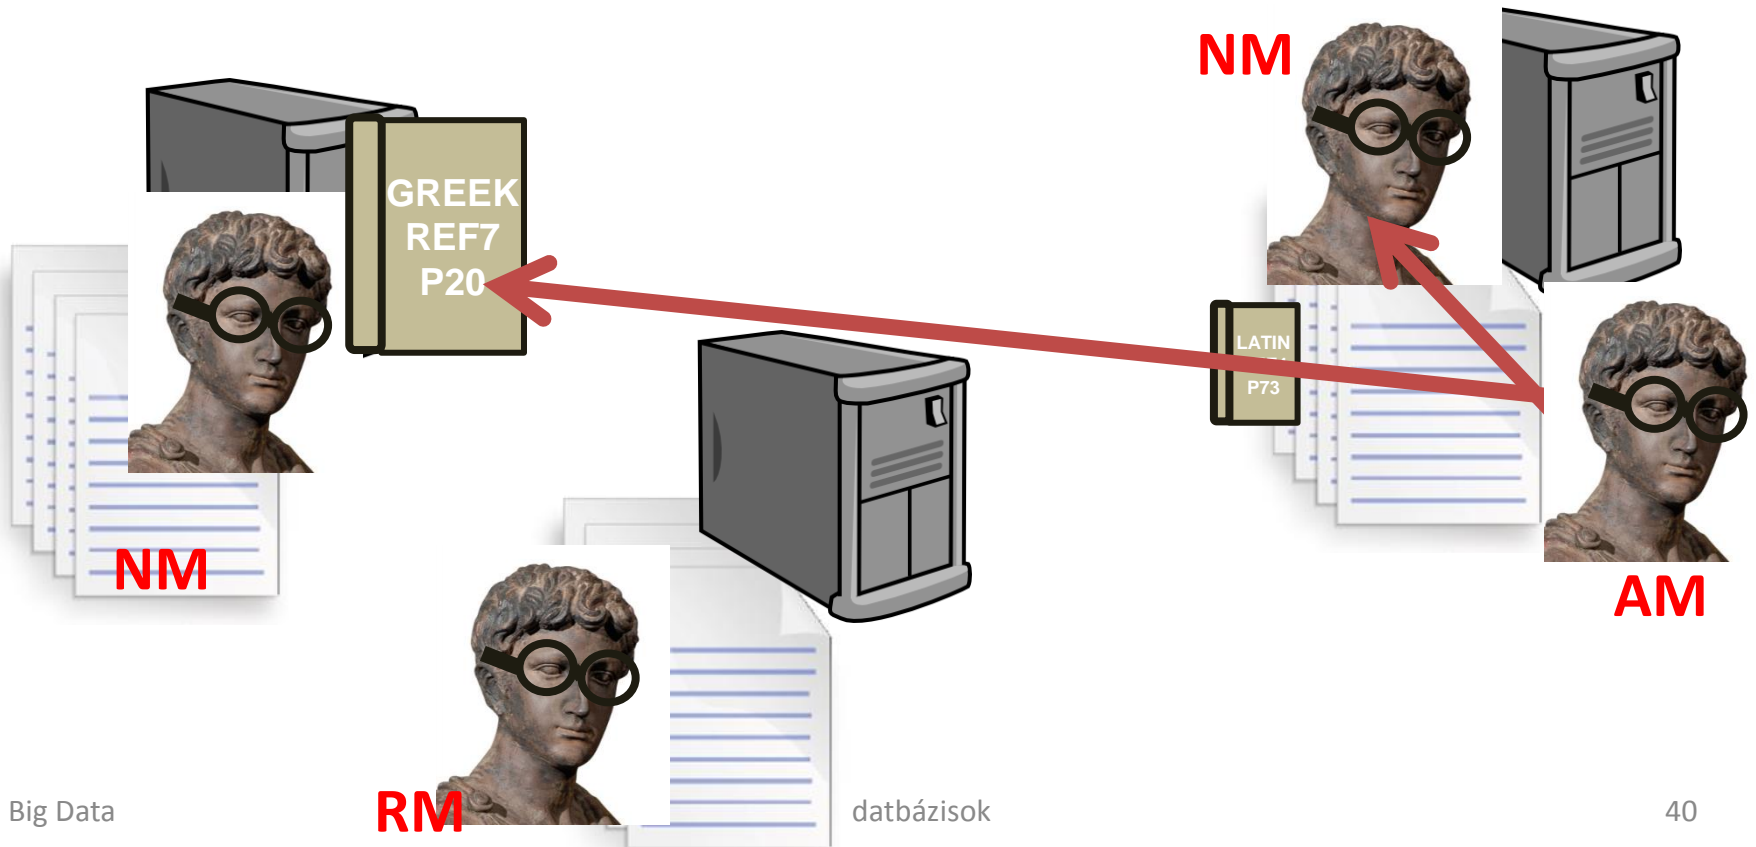 NM
GREEK
REF7
P20
LATIN
P73
NM
AM
RM
Big Data
datbázisok
40